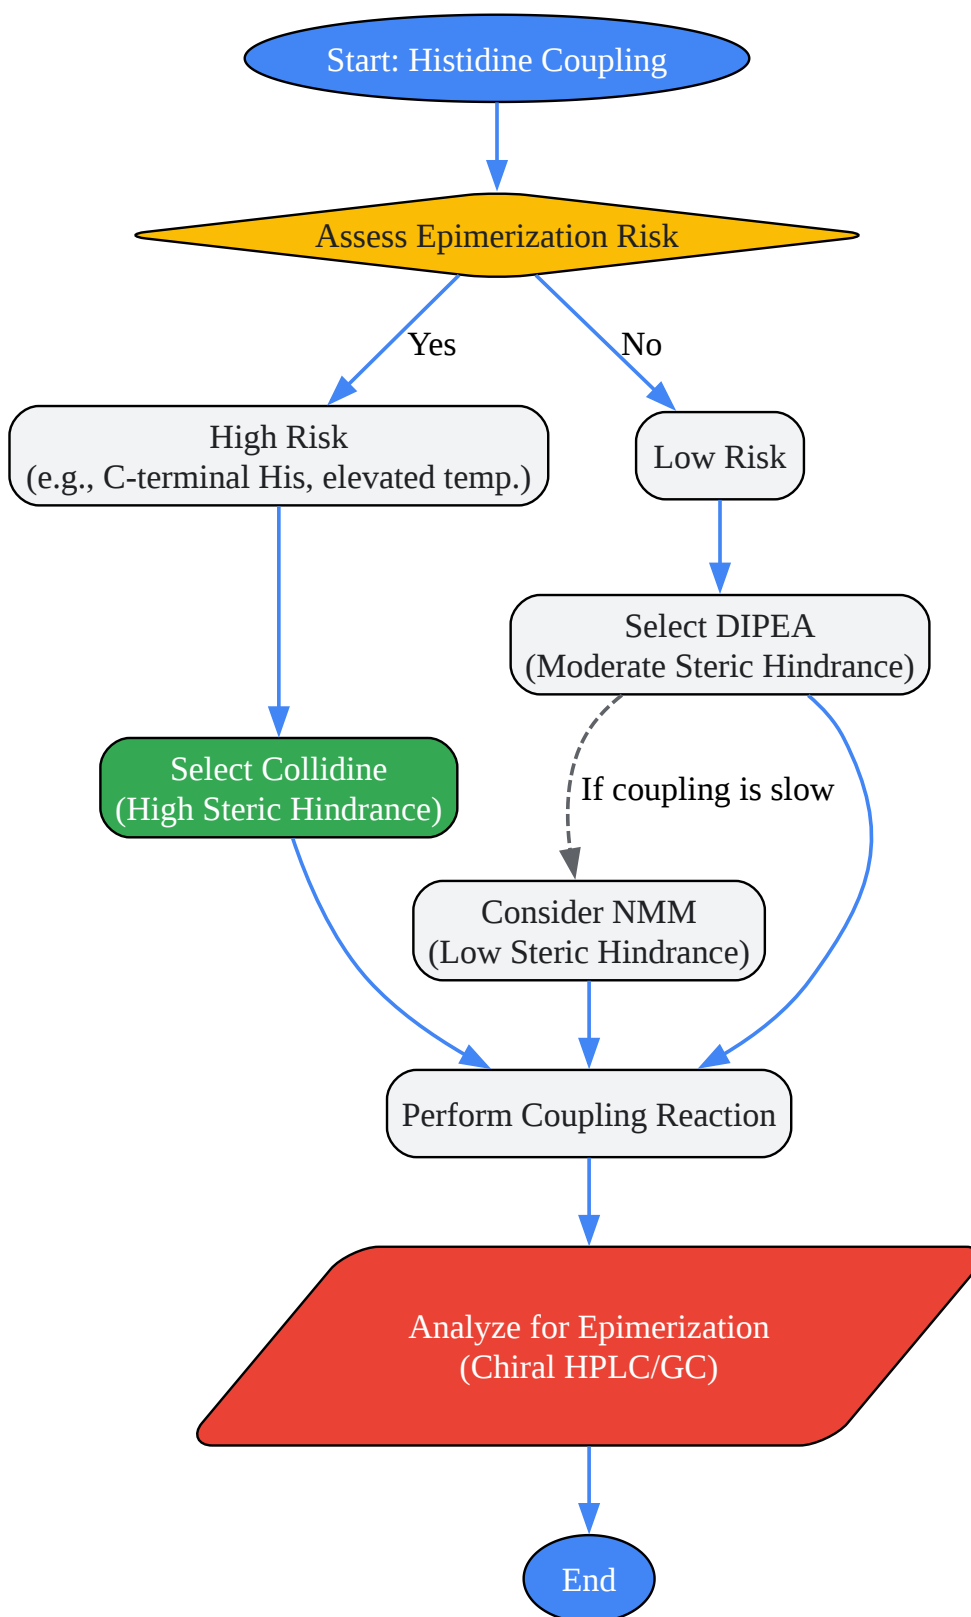 Start: Histidine Coupling
Assess Epimerization Risk
Yes
No
High Risk
(e.g., C-terminal His, elevated temp.)
Low Risk
Select DIPEA
(Moderate Steric Hindrance)
Select Collidine
(High Steric Hindrance)
If coupling is slow
Consider NMM
(Low Steric Hindrance)
Perform Coupling Reaction
Analyze for Epimerization
(Chiral HPLC/GC)
End